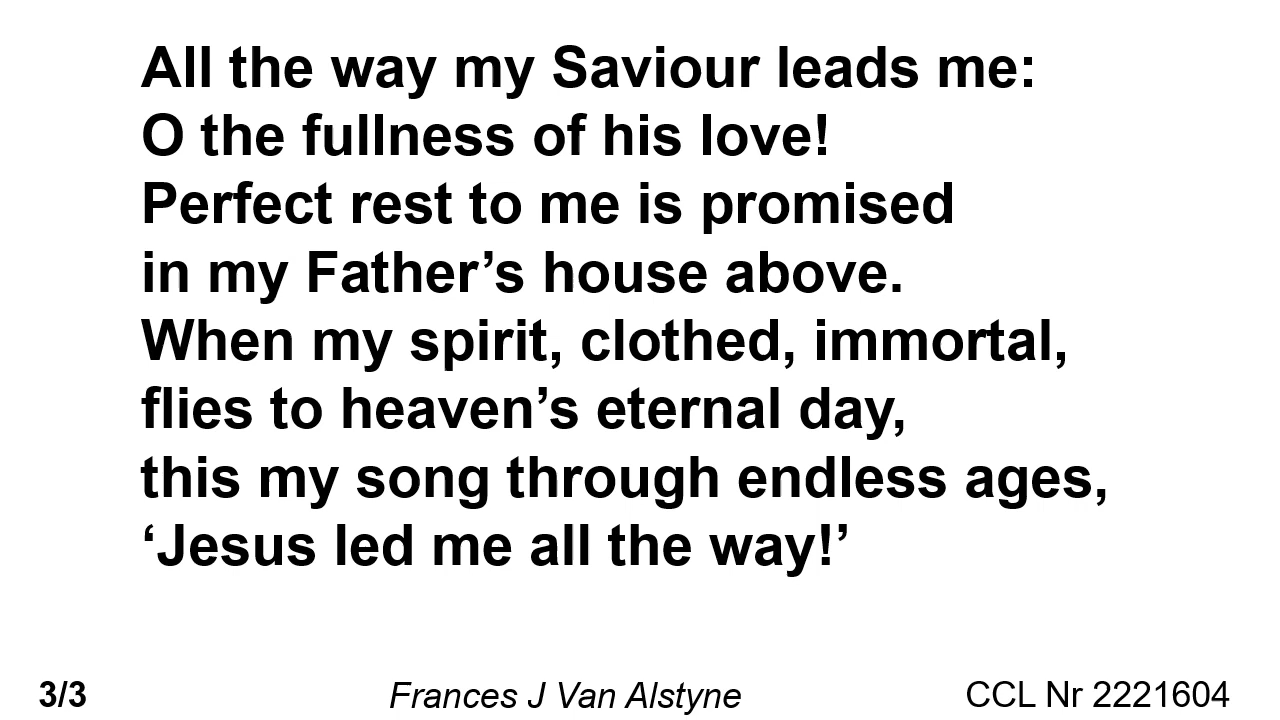 All the way my Saviour leads me:
O the fullness of his love!
Perfect rest to me is promised
in my Father’s house above.
When my spirit, clothed, immortal,
flies to heaven’s eternal day,
this my song through endless ages,
‘Jesus led me all the way!’
3/3 Frances J Van Alstyne CCL Nr 2221604